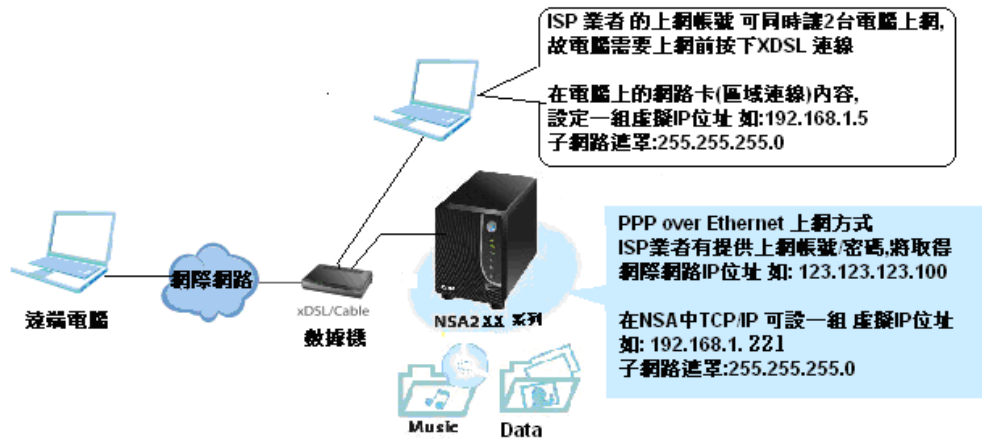 ISP 業者 的上網帳號 可同時讓2台電腦上網,
故電腦需要上網前按下XDSL 連線
在電腦上的網路卡(區域連線)內容,
設定一組虛擬IP位址 如:192.168.1.5
子網路遮罩:255.255.255.0
PPP over Ethernet 上網方式
ISP業者有提供上網帳號/密碼,將取得
網際網路IP位址 如: 123.123.123.100
在NSA中TCP/IP 可設一組 虛擬IP位址
如: 192.168.1. 221
子網路遮罩:255.255.255.0
網際網路
遠端電腦
xDSL/Cable
數據機
NSA2XX 系列
Music
Data